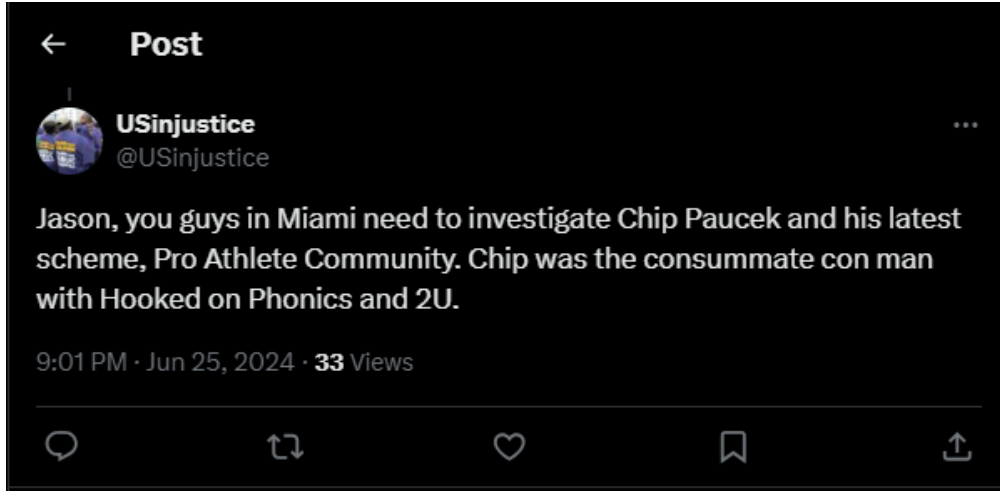 Post
USinjustice
@USinjustice
Jason, you guys in Miami need to investigate Chip Paucek and his latest
scheme, Pro Athlete Community. Chip was the consummate con man
with Hooked on Phonics and 2U.
9:01 PM · Jun 25, 2024 · 33 Views